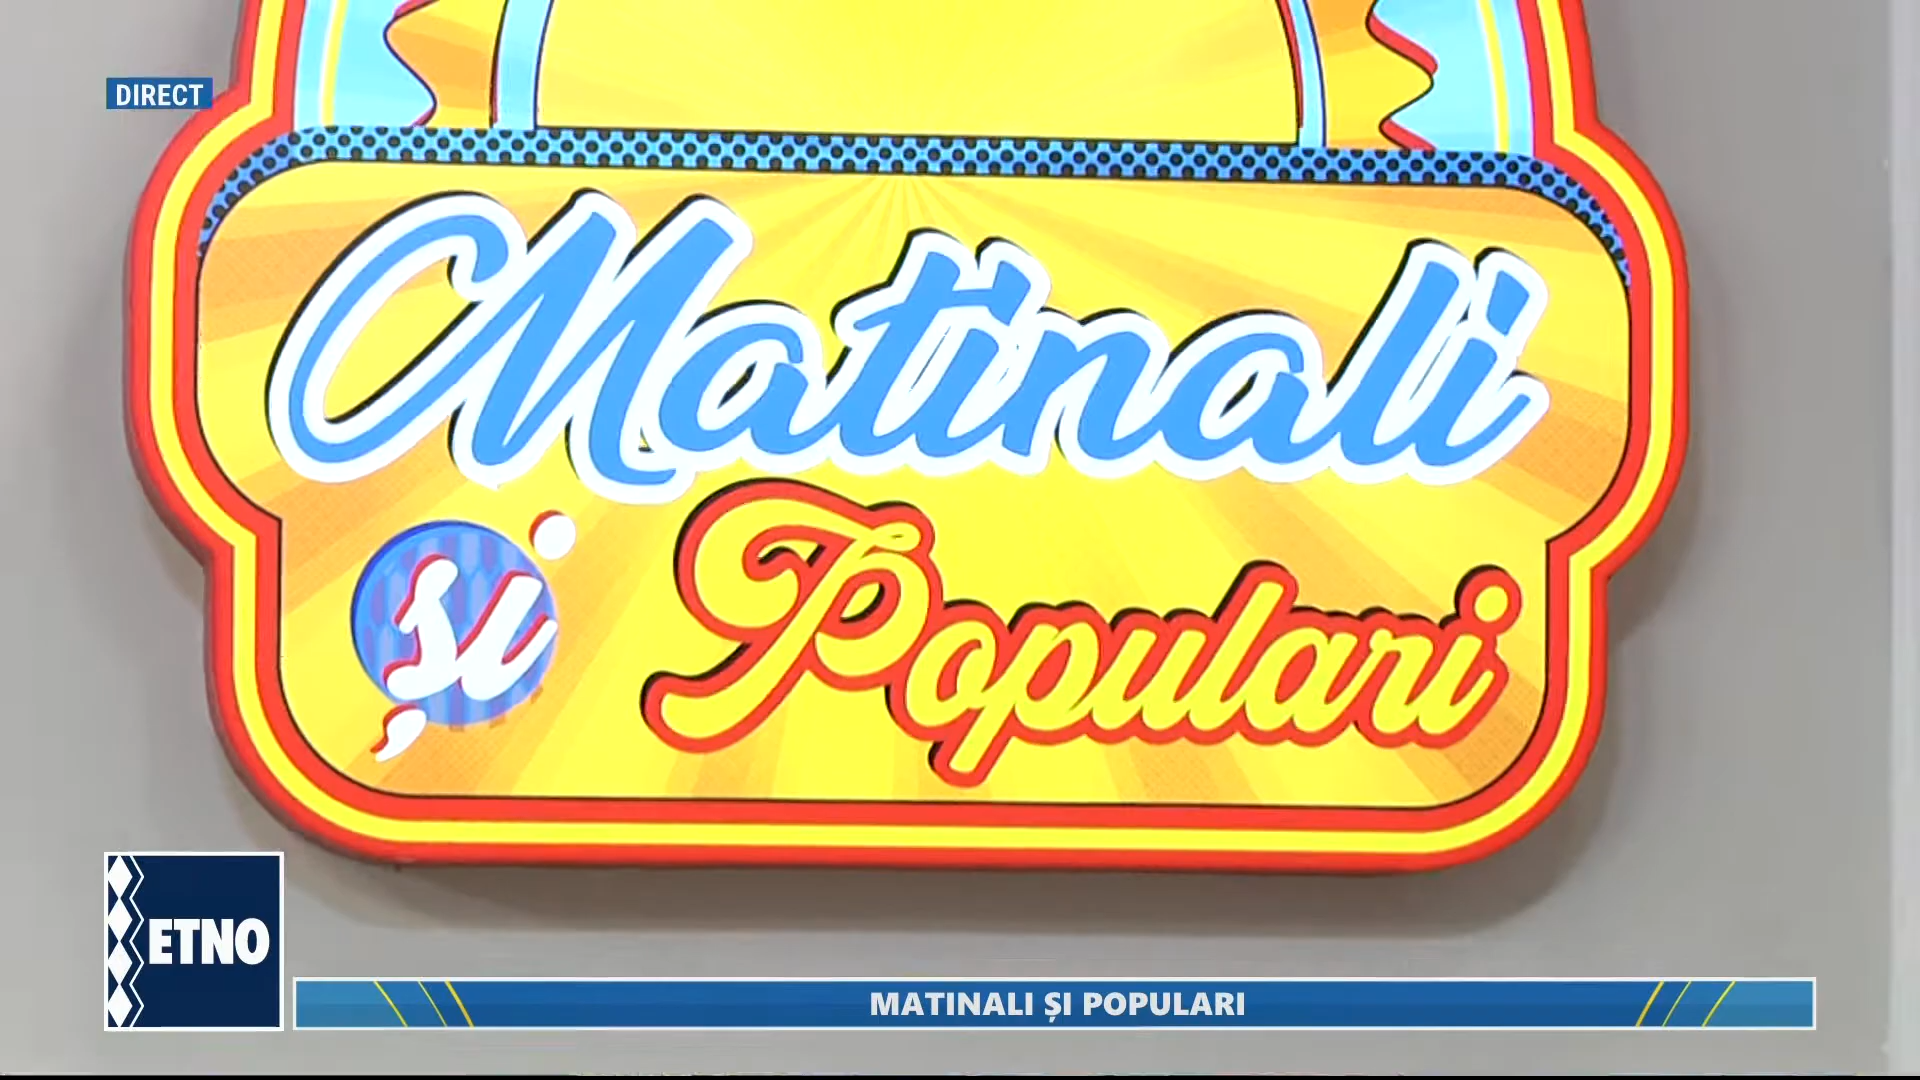 DIRECT
Matinali
și Populari
ETNO
MATINALI ȘI POPULARI